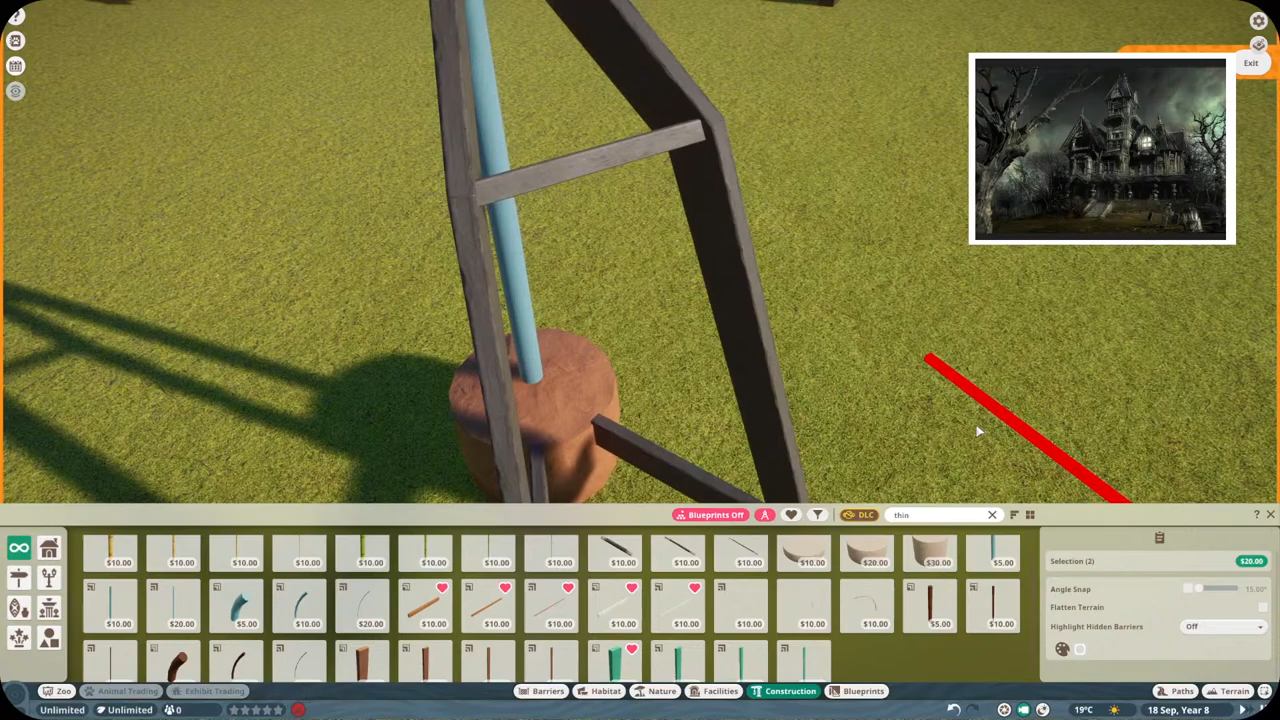 ?
Exit
Blueprints Off
DLC
thin
? ×
$10.00 $10.00 $10.00 $10.00 $10.00 $10.00 $10.00 $10.00 $10.00 $10.00 $10.00 $10.00 $20.00 $30.00 $5.00
$10.00 $20.00 $5.00 $10.00 $20.00 $10.00 $10.00 $10.00 $10.00 $10.00 $10.00 $10.00 $10.00 $5.00 $10.00
Selection (2) $20.00
Angle Snap 15.00°
Flatten Terrain
Highlight Hidden Barriers Off
Zoo Animal Trading Exhibit Trading Barriers Habitat Nature Facilities Construction Blueprints Paths Terrain
Unlimited Unlimited 0 19°C 18 Sep, Year 8